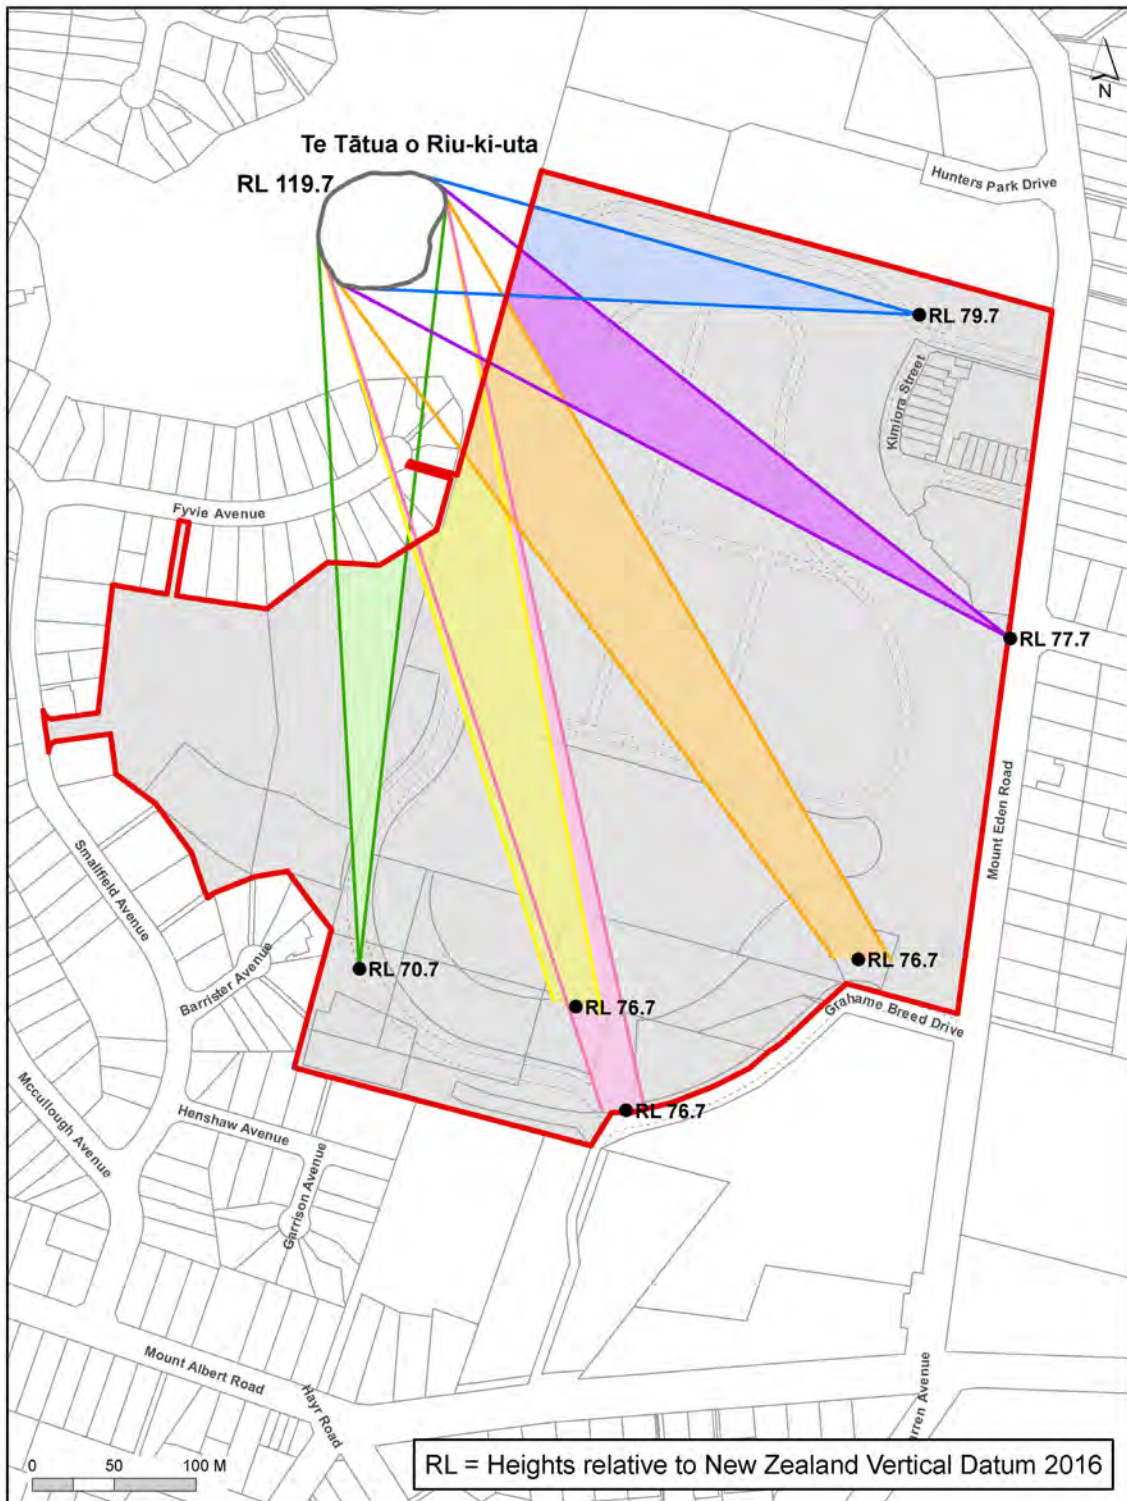 N
Te Tātua o Riu-ki-uta
RL 119.7
Hunters Park Drive
RL 79.7
Kimiora Street
Fyvie Avenue
RL 77.7
Mount Eden Road
Smallfield Avenue
RL 70.7
RL 76.7
Barrister Avenue
RL 76.7
Grahame Breed Drive
RL 76.7
Mccullough Avenue
Henshaw Avenue
Garrison Avenue
Mount Albert Road
Hayr Road
rren Avenue
0 50 100 M
RL = Heights relative to New Zealand Vertical Datum 2016